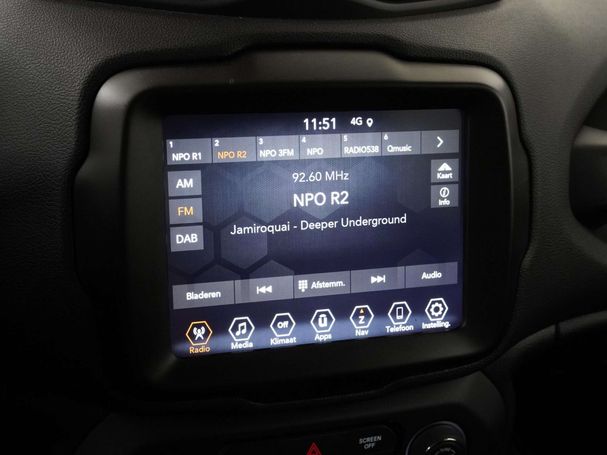 11:51 4G
1 2 3 4 5 6
NPO R1 NPO R2 NPO 3FM NPO RADIO538 Qmusic
AM
92.60 MHz
Kaart
FM
NPO R2
i
Info
DAB
Jamiroquai - Deeper Underground
Bladeren
Afstemm.
Audio
Radio
Media
Off
Klimaat
Apps
Z
Nav
Telefoon
Instelling.
SCREEN
OFF